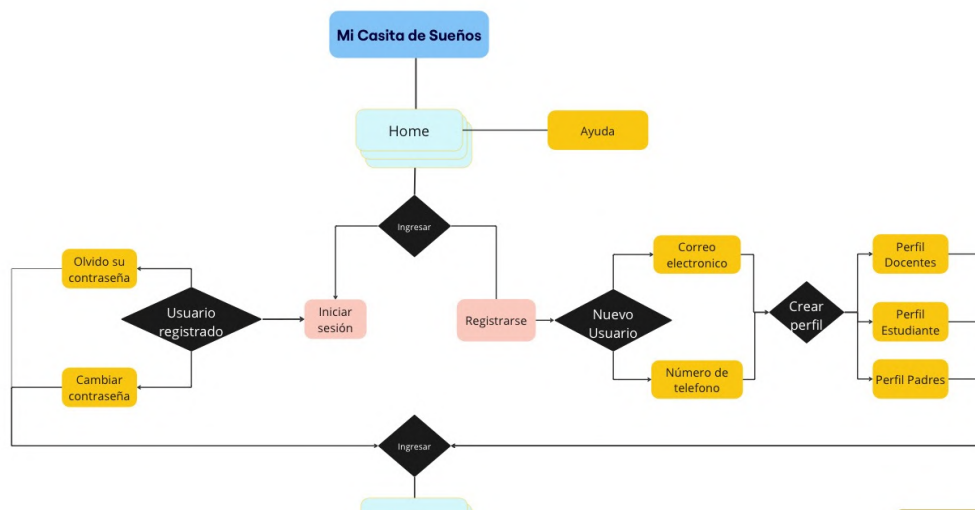 Mi Casita de Sueños
Home
Ayuda
Ingresar
Olvido su
contraseña
Usuario
registrado
Cambiar
contraseña
Iniciar
sesión
Registrarse
Nuevo
Usuario
Correo
electronico
Número de
telefono
Crear
perfil
Perfil
Docentes
Perfil
Estudiante
Perfil Padres
Ingresar